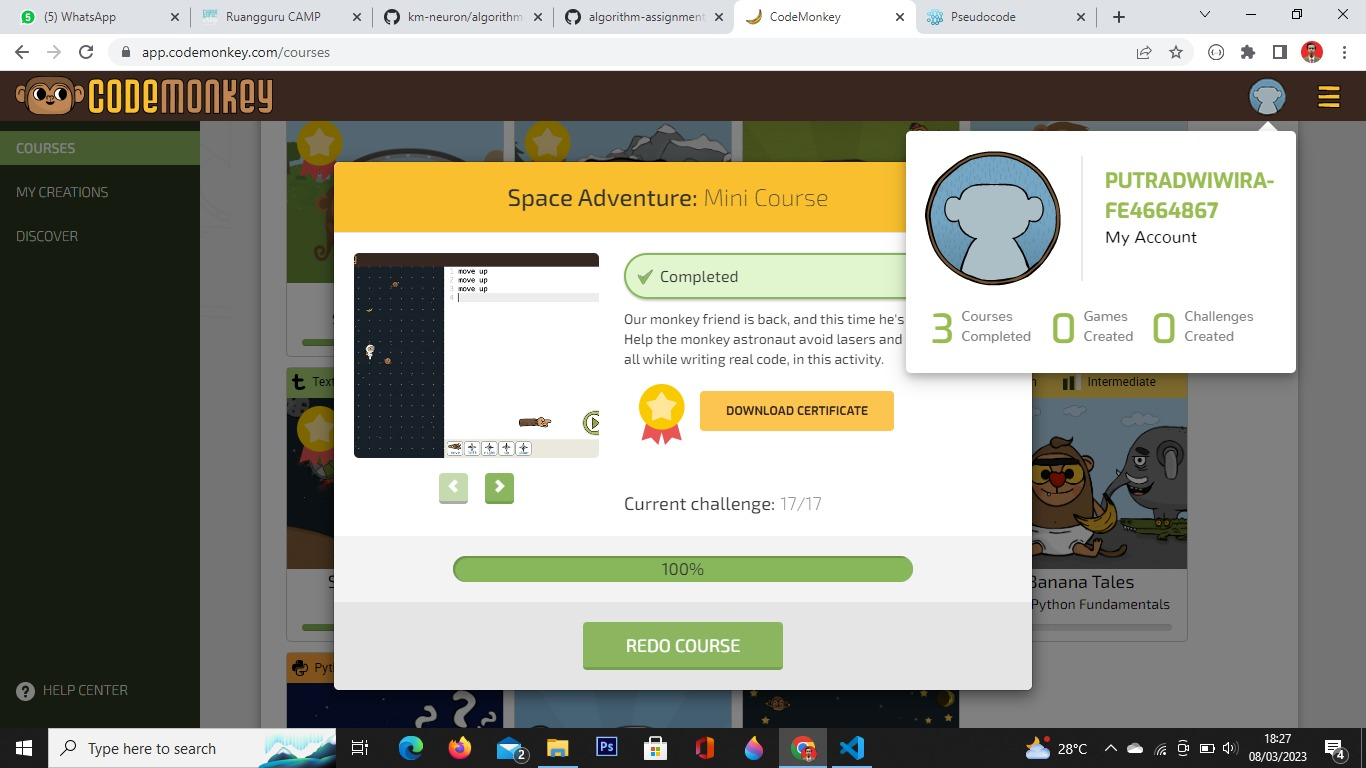 (5) WhatsApp
Ruangguru CAMP
km-neuron/algorithm
algorithm-assignment
CodeMonkey
Pseudocode
app.codemonkey.com/courses
CODEMONKEY
COURSES
MY CREATIONS
DISCOVER
HELP CENTER
Space Adventure: Mini Course
1 move up
2 move up
3 move up
4
Completed
Our monkey friend is back, and this time he's
Help the monkey astronaut avoid lasers and
all while writing real code, in this activity.
DOWNLOAD CERTIFICATE
Current challenge: 17/17
100%
REDO COURSE
PUTRADWIWIRA-
FE4664867
My Account
3 Courses Completed
0 Games Created
0 Challenges Created
t Text
Intermediate
Banana Tales
Python Fundamentals
Pyt
Type here to search
2
Ps
28°C
18:27
08/03/2023
4